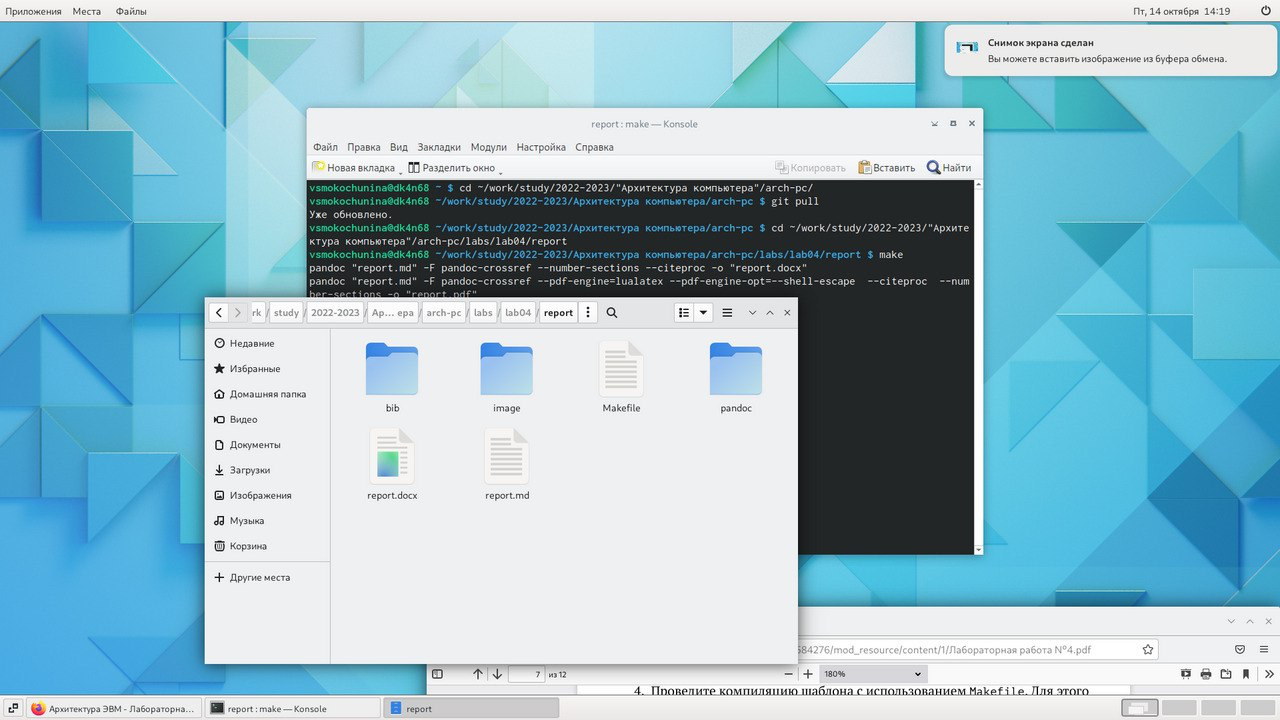 Приложения Места Файлы
Пт, 14 октября 14:19
Снимок экрана сделан
Вы можете вставить изображение из буфера обмена.
report : make — Konsole
Файл Правка Вид Закладки Модули Настройка Справка
Новая вкладка Разделить окно Копировать Вставить Найти
vsmokochunina@dk4n68 ~ $ cd ~/work/study/2022-2023/"Архитектура компьютера"/arch-pc/
vsmokochunina@dk4n68 ~/work/study/2022-2023/Архитектура компьютера/arch-pc $ git pull
Уже обновлено.
vsmokochunina@dk4n68 ~/work/study/2022-2023/Архитектура компьютера/arch-pc $ cd ~/work/study/2022-2023/"Архите
ктура компьютера"/arch-pc/labs/lab04/report
vsmokochunina@dk4n68 ~/work/study/2022-2023/Архитектура компьютера/arch-pc/labs/lab04/report $ make
pandoc "report.md" -F pandoc-crossref --number-sections --citeproc -o "report.docx"
pandoc "report.md" -F pandoc-crossref --pdf-engine=lualatex --pdf-engine-opt=--shell-escape --citeproc --num
ber-sections -o "report.pdf"
rk / study / 2022-2023 / Ар… ера / arch-pc / labs / lab04 / report
Недавние
Избранные
Домашняя папка
Видео
Документы
Загрузки
Изображения
Музыка
Корзина
Другие места
bib image Makefile pandoc
report.docx report.md
584276/mod_resource/content/1/Лабораторная работа №4.pdf
7 из 12 180%
4. Проведите компиляцию шаблона с использованием Makefile. Для этого
Архитектура ЭВМ - Лабораторна… report : make — Konsole report